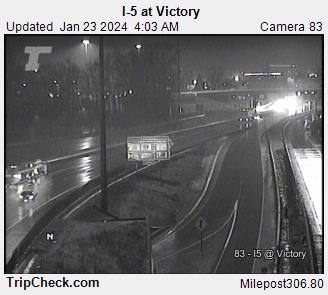 I-5 at Victory
Updated Jan 23 2024 4:03 AM Camera 83
T
N
83 - I5 @ Victory
TripCheck.com Milepost306.80